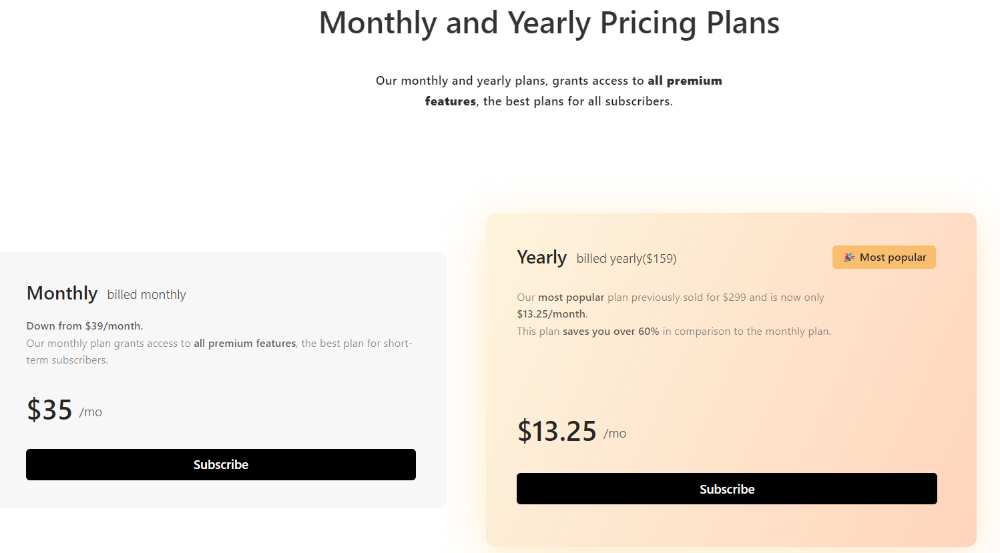 Monthly and Yearly Pricing Plans
Our monthly and yearly plans, grants access to all premium
features, the best plans for all subscribers.
Monthly billed monthly
Down from $39/month.
Our monthly plan grants access to all premium features, the best plan for short-
term subscribers.
$35 /mo
Subscribe
Yearly billed yearly($159)
🎉 Most popular
Our most popular plan previously sold for $299 and is now only
$13.25/month.
This plan saves you over 60% in comparison to the monthly plan.
$13.25 /mo
Subscribe